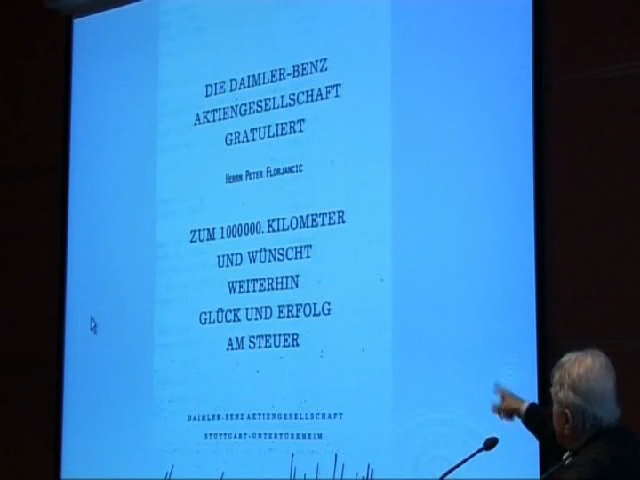 DIE DAIMLER-BENZ
AKTIENGESELLSCHAFT
GRATULIERT
HERRN PETER FLORJANCIC
ZUM 1000000. KILOMETER
UND WÜNSCHT
WEITERHIN
GLÜCK UND ERFOLG
AM STEUER
DAIMLER-BENZ AKTIENGESELLSCHAFT
STUTTGART-UNTERTÜRKHEIM